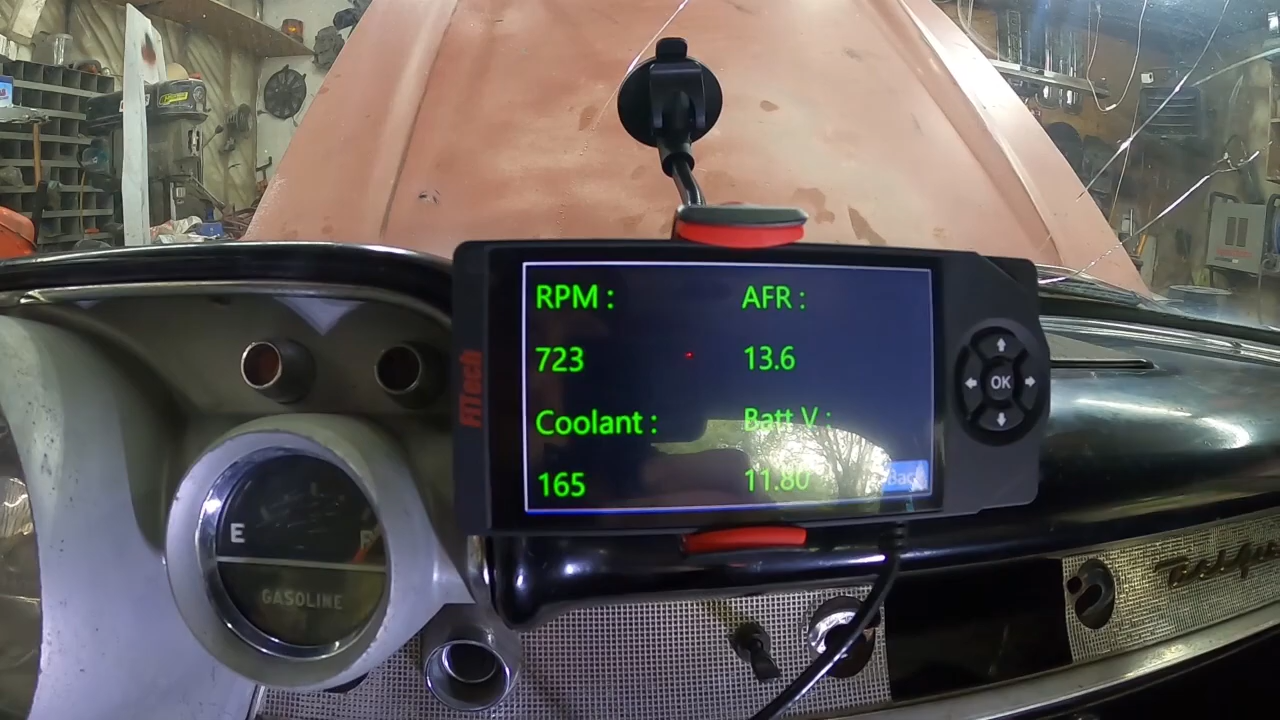 RPM :
AFR :
723
13.6
Coolant :
Batt V :
165
11.80
Back
FiTech
OK
E
F
GASOLINE